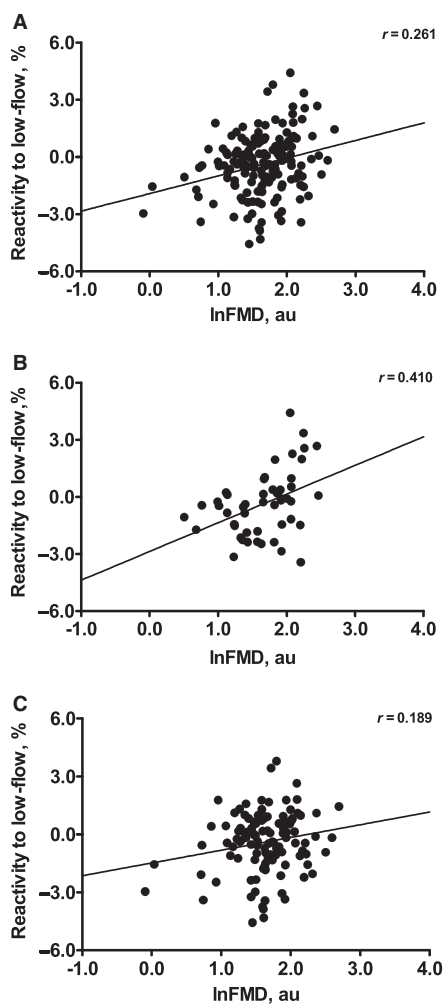 A
r = 0.261
Reactivity to low-flow, %
6.0
3.0
0.0
–3.0
–6.0
-1.0 0.0 1.0 2.0 3.0 4.0
lnFMD, au
B
r = 0.410
Reactivity to low-flow,%
6.0
3.0
0.0
–3.0
–6.0
-1.0 0.0 1.0 2.0 3.0 4.0
lnFMD, au
C
r = 0.189
Reactivity to low-flow, %
6.0
3.0
0.0
–3.0
–6.0
-1.0 0.0 1.0 2.0 3.0 4.0
lnFMD, au